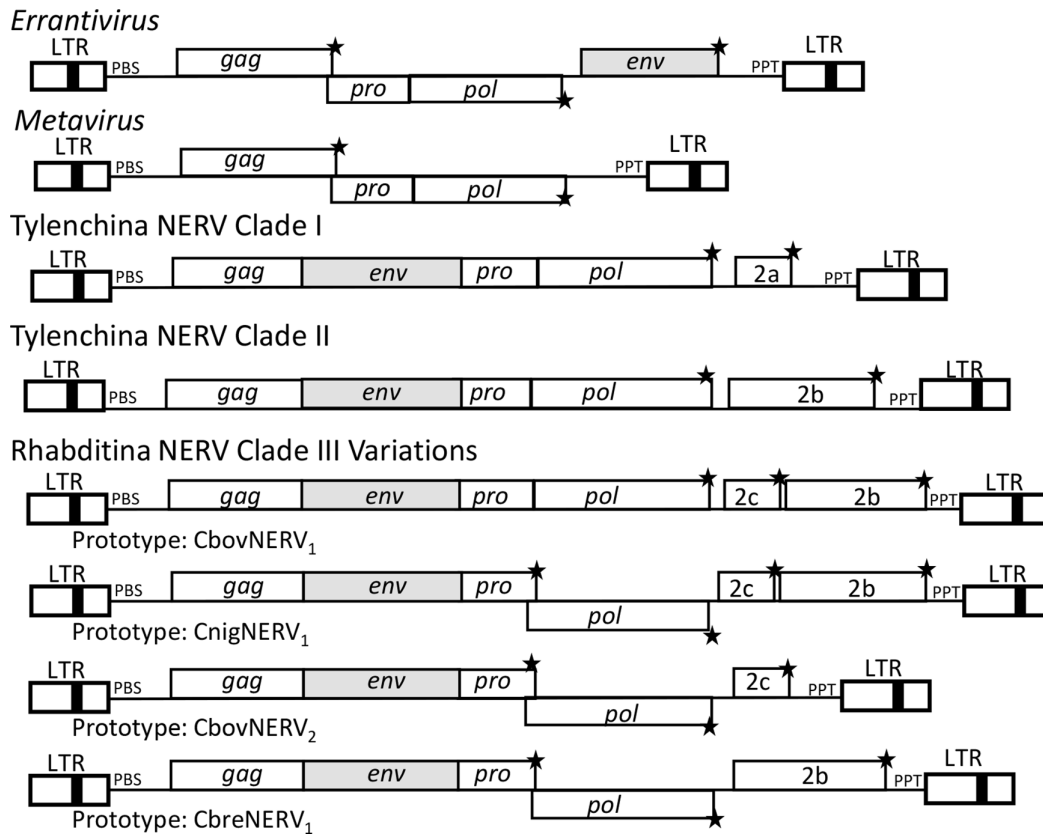 Errantivirus
LTR PBS gag pro pol env PPT LTR
Metavirus
LTR PBS gag pro pol PPT LTR
Tylenchina NERV Clade I
LTR PBS gag env pro pol 2a PPT LTR
Tylenchina NERV Clade II
LTR PBS gag env pro pol 2b PPT LTR
Rhabditina NERV Clade III Variations
LTR PBS gag env pro pol 2c 2b PPT LTR
Prototype: CbovNERV₁
LTR PBS gag env pro pol 2c 2b PPT LTR
Prototype: CnigNERV₁
LTR PBS gag env pro pol 2c PPT LTR
Prototype: CbovNERV₂
LTR PBS gag env pro pol 2b PPT LTR
Prototype: CbreNERV₁